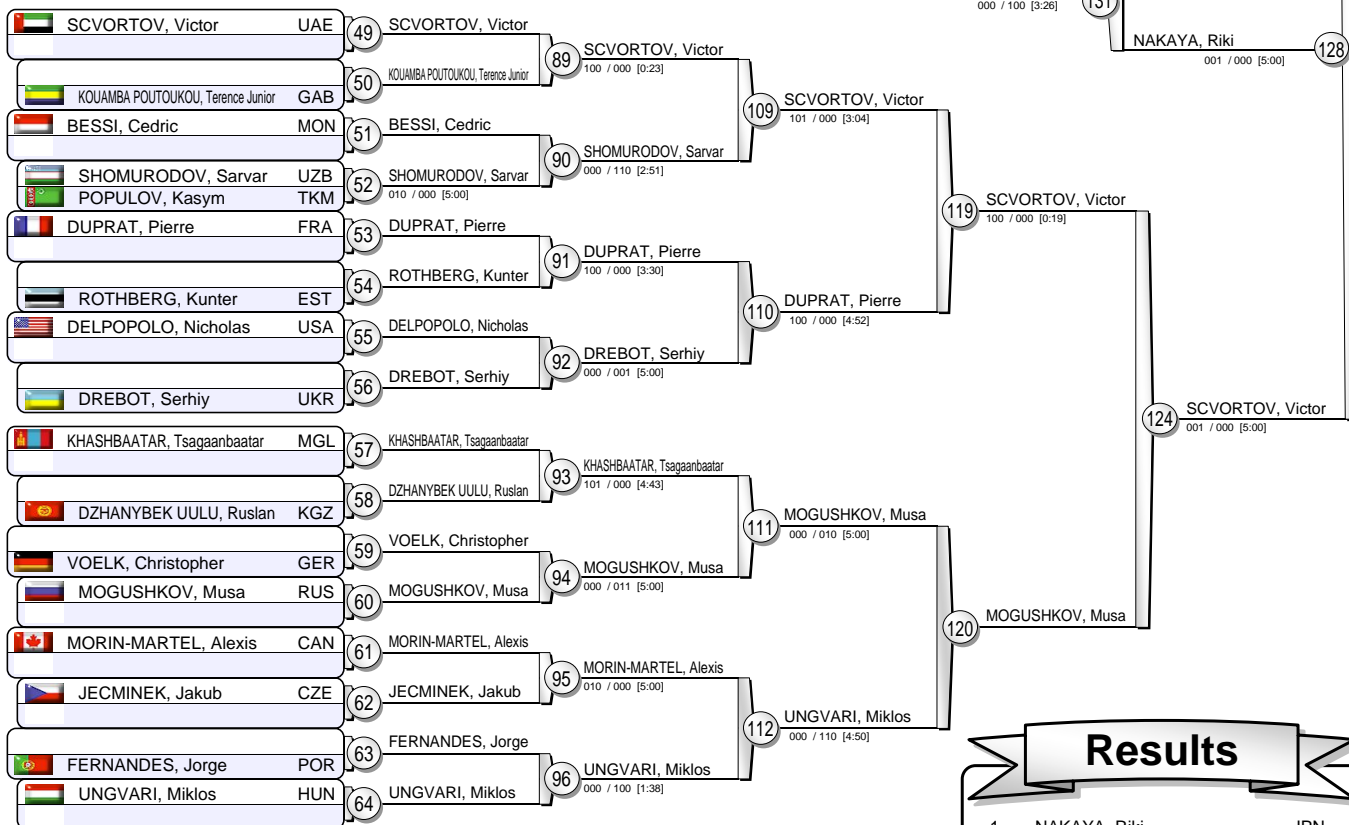 000 / 100 [3:26]
131
NAKAYA, Riki
001 / 000 [5:00]
128
SCVORTOV, Victor UAE
49
SCVORTOV, Victor
KOUAMBA POUTOUKOU, Terence Junior GAB
50
KOUAMBA POUTOUKOU, Terence Junior
89
SCVORTOV, Victor
100 / 000 [0:23]
BESSI, Cedric MON
51
BESSI, Cedric
SHOMURODOV, Sarvar UZB
POPULOV, Kasym TKM
52
SHOMURODOV, Sarvar
010 / 000 [5:00]
90
SHOMURODOV, Sarvar
000 / 110 [2:51]
109
SCVORTOV, Victor
101 / 000 [3:04]
DUPRAT, Pierre FRA
53
DUPRAT, Pierre
ROTHBERG, Kunter EST
54
ROTHBERG, Kunter
91
DUPRAT, Pierre
100 / 000 [3:30]
DELPOPOLO, Nicholas USA
55
DELPOPOLO, Nicholas
DREBOT, Serhiy UKR
56
DREBOT, Serhiy
92
DREBOT, Serhiy
000 / 001 [5:00]
110
DUPRAT, Pierre
100 / 000 [4:52]
119
SCVORTOV, Victor
100 / 000 [0:19]
KHASHBAATAR, Tsagaanbaatar MGL
57
KHASHBAATAR, Tsagaanbaatar
DZHANYBEK UULU, Ruslan KGZ
58
DZHANYBEK UULU, Ruslan
93
KHASHBAATAR, Tsagaanbaatar
101 / 000 [4:43]
VOELK, Christopher GER
59
VOELK, Christopher
MOGUSHKOV, Musa RUS
60
MOGUSHKOV, Musa
94
MOGUSHKOV, Musa
000 / 011 [5:00]
111
MOGUSHKOV, Musa
000 / 010 [5:00]
MORIN-MARTEL, Alexis CAN
61
MORIN-MARTEL, Alexis
JECMINEK, Jakub CZE
62
JECMINEK, Jakub
95
MORIN-MARTEL, Alexis
010 / 000 [5:00]
FERNANDES, Jorge POR
63
FERNANDES, Jorge
UNGVARI, Miklos HUN
64
UNGVARI, Miklos
96
UNGVARI, Miklos
000 / 100 [1:38]
112
UNGVARI, Miklos
000 / 110 [4:50]
120
MOGUSHKOV, Musa
124
SCVORTOV, Victor
001 / 000 [5:00]
Results
1 NAKAYA, Riki JPN